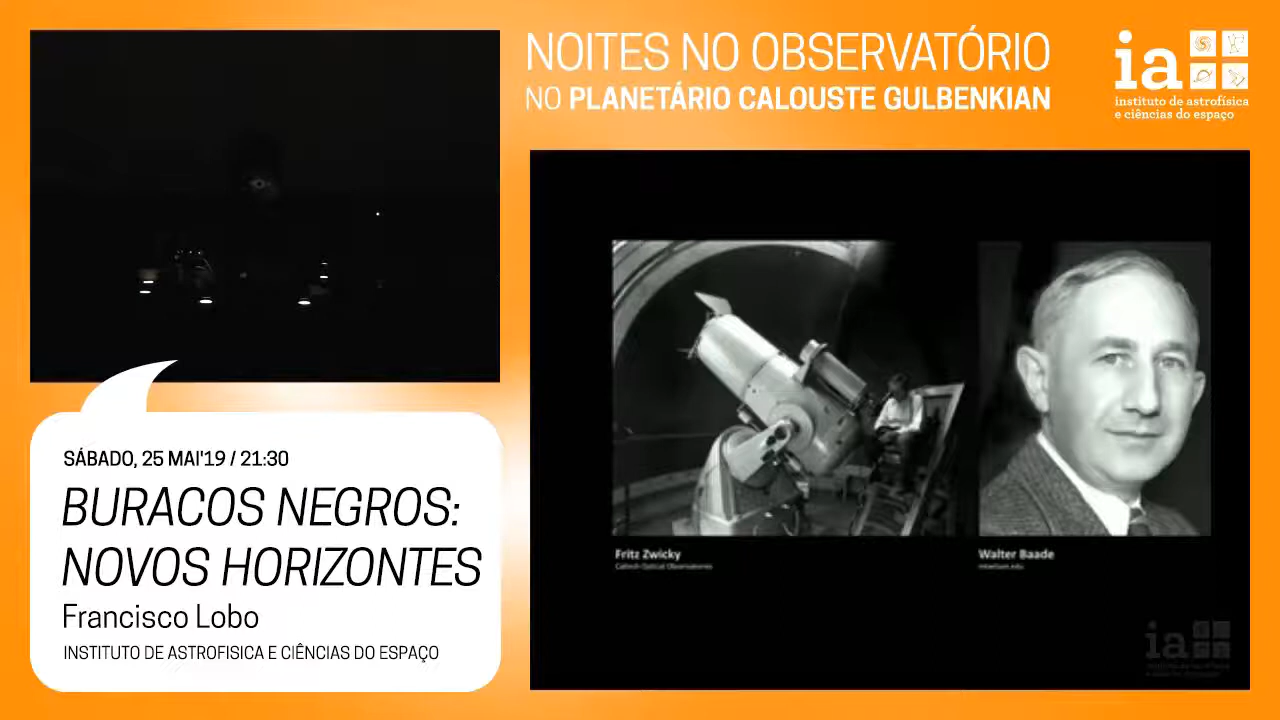 NOITES NO OBSERVATÓRIO
NO PLANETÁRIO CALOUSTE GULBENKIAN
ia
instituto de astrofísica
e ciências do espaço
SÁBADO, 25 MAI'19 / 21:30
BURACOS NEGROS:
NOVOS HORIZONTES
Francisco Lobo
INSTITUTO DE ASTROFISICA E CIÊNCIAS DO ESPAÇO
Fritz Zwicky
Caltech Optical Observatories
Walter Baade
ia